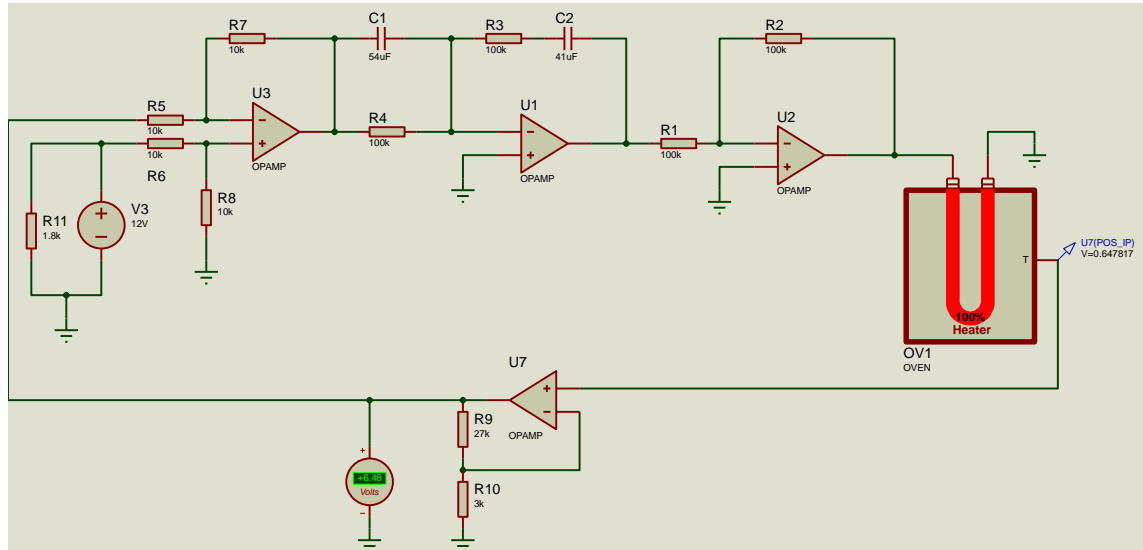 R7
10k
C1
54uF
R3
100k
C2
41uF
R2
100k
U3
OPAMP
R5
10k
10k
R6
R4
100k
U1
OPAMP
R1
100k
U2
OPAMP
R11
1.8k
V3
12V
R8
10k
U7(POS_IP)
V=0.647817
T
100%
Heater
OV1
OVEN
U7
OPAMP
R9
27k
R10
3k
+6.48
Volts